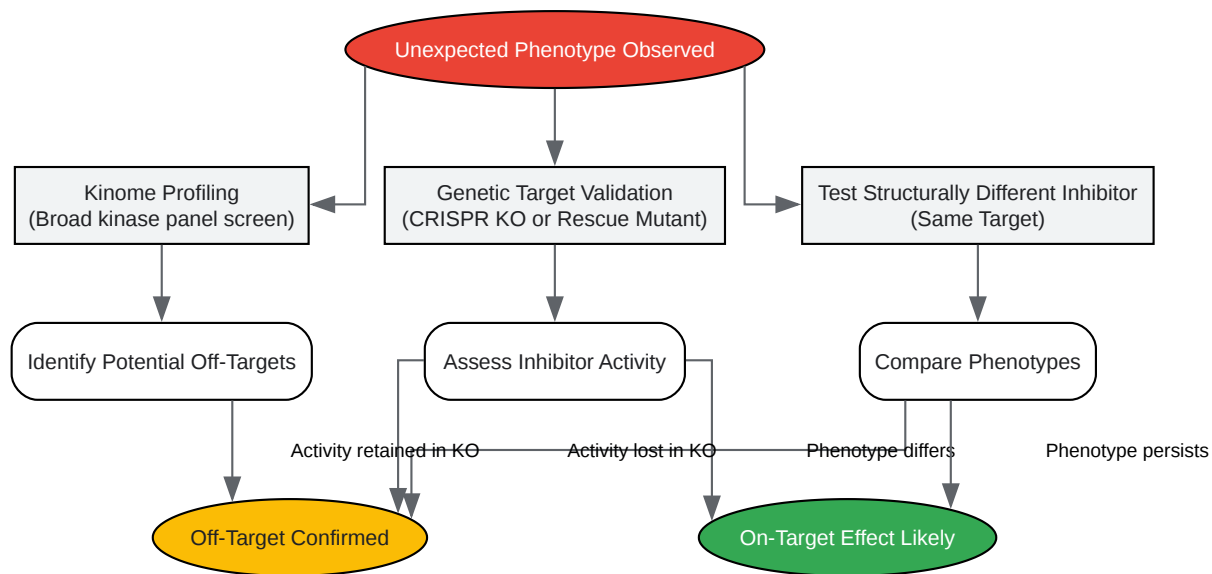 Unexpected Phenotype Observed
Kinome Profiling
(Broad kinase panel screen)
Genetic Target Validation
(CRISPR KO or Rescue Mutant)
Test Structurally Different Inhibitor
(Same Target)
Identify Potential Off-Targets
Assess Inhibitor Activity
Compare Phenotypes
Activity retained in KO
Activity lost in KO
Phenotype differs
Phenotype persists
Off-Target Confirmed
On-Target Effect Likely